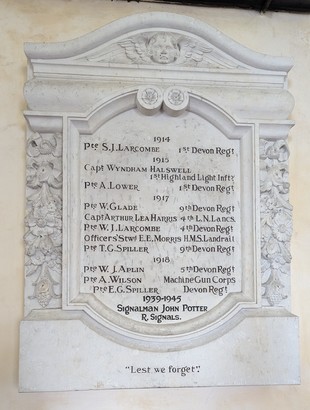 1914
Pte S.J. Larcombe 1st Devon Regt
1915
Capt Wyndham Halswell
1st Highland Light Inftr
Pte A. Lower 1st Devon Regt
1917
Pte W. Glade 9th Devon Regt
Capt Arthur Lea Harris 4th L.N. Lancs.
Pte W. J. Larcombe 4th Devon Regt
Officers' Stwd E.E. Morris H.M.S. Landrail
Pte T.G. Spiller 9th Devon Regt
1918
Pte W. J. Aplin 5th Devon Regt
Pte A. Wilson Machine Gun Corps
Pte E.G. Spiller Devon Regt
1939-1945
Signalman John Potter
R. Signals.
"Lest we forget".